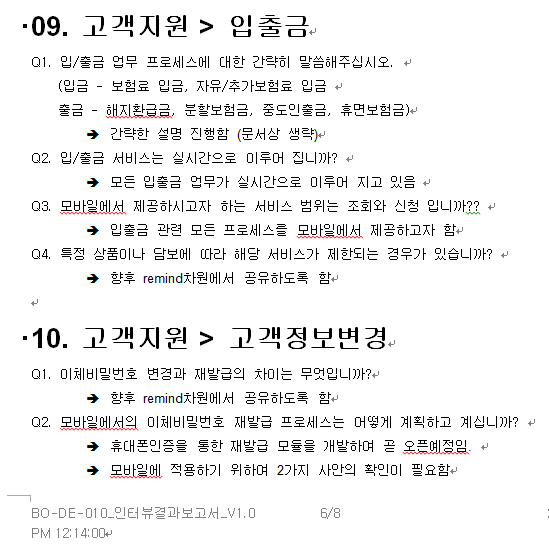 ·09. 고객지원 > 입출금
Q1. 입/출금 업무 프로세스에 대한 간략히 말씀해주십시오.
(입금 - 보험료 입금, 자유/추가보험료 입금
출금 - 해지환급금, 분할보험금, 중도인출금, 휴면보험금)
➔ 간략한 설명 진행함 (문서상 생략)
Q2. 입/출금 서비스는 실시간으로 이루어 집니까?
➔ 모든 입출금 업무가 실시간으로 이루어 지고 있음
Q3. 모바일에서 제공하시고자 하는 서비스 범위는 조회와 신청 입니까??
➔ 입출금 관련 모든 프로세스를 모바일에서 제공하고자 함
Q4. 특정 상품이나 담보에 따라 해당 서비스가 제한되는 경우가 있습니까?
➔ 향후 remind차원에서 공유하도록 함
·10. 고객지원 > 고객정보변경
Q1. 이체비밀번호 변경과 재발급의 차이는 무엇입니까?
➔ 향후 remind차원에서 공유하도록 함
Q2. 모바일에서의 이체비밀번호 재발급 프로세스는 어떻게 계획하고 계십니까?
➔ 휴대폰인증을 통한 재발급 모듈을 개발하여 곧 오픈예정임.
➔ 모바일에 적용하기 위하여 2가지 사안의 확인이 필요함
BO-DE-010_인터뷰결과보고서_V1.0 6/8
PM 12:14:00